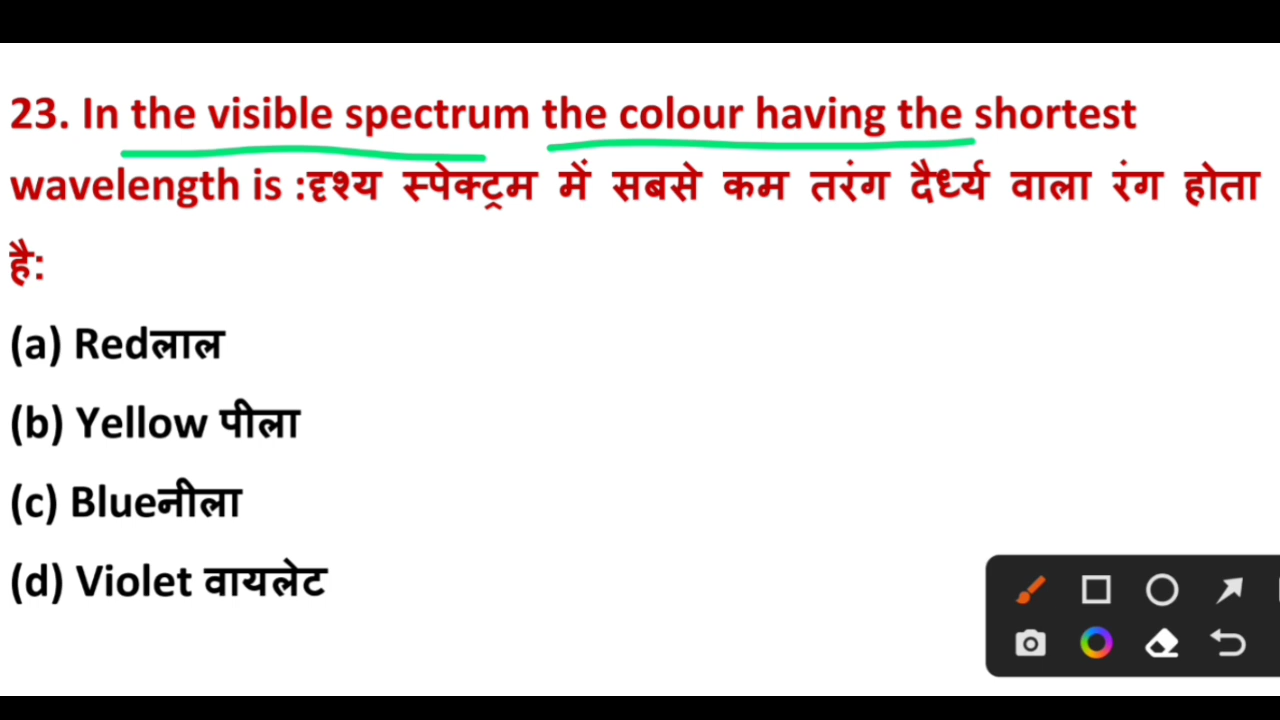 23. In the visible spectrum the colour having the shortest
wavelength is :दृश्य स्पेक्ट्रम में सबसे कम तरंग दैर्ध्य वाला रंग होता
है:
(a) Redलाल
(b) Yellow पीला
(c) Blueनीला
(d) Violet वायलेट